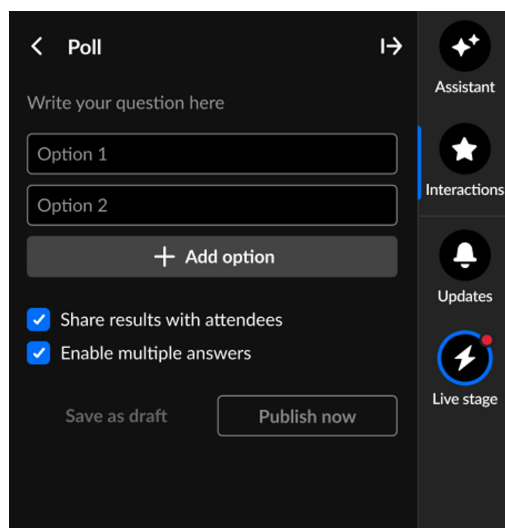 Poll
Write your question here
Option 1
Option 2
Add option
Share results with attendees
Enable multiple answers
Save as draft
Publish now
Assistant
Interactions
Updates
Live stage